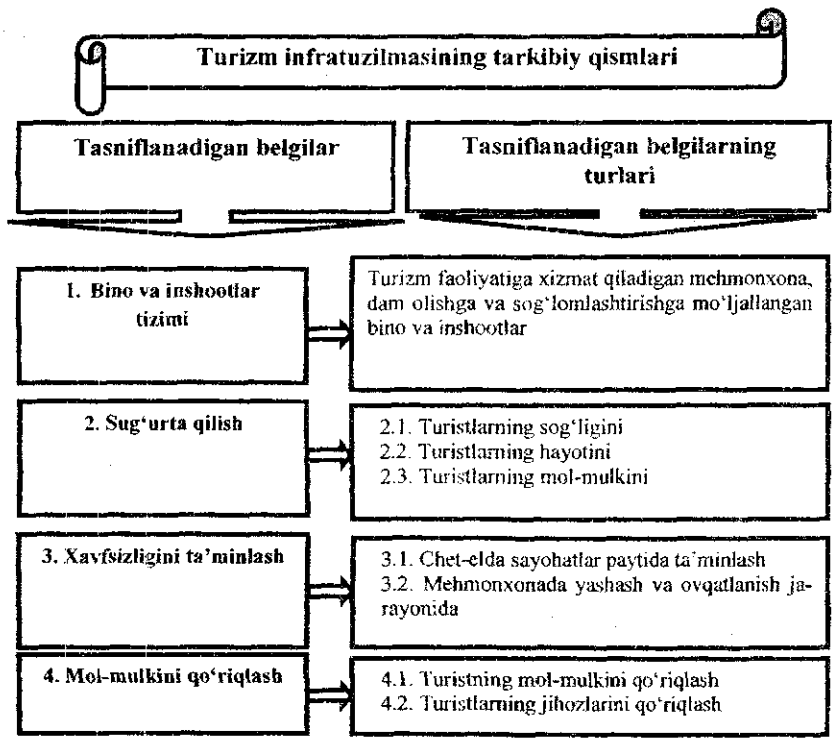 Turizm infratuzilmasining tarkibiy qismlari
Tasniflanadigan belgilar
Tasniflanadigan belgilarning
turlari
1. Bino va inshootlar
tizimi
Turizm faoliyatiga xizmat qiladigan mehmonxona,
dam olishga va sog‘lomlashtirishga mo‘ljallangan
bino va inshootlar
2. Sug‘urta qilish
2.1. Turistlarning sog‘ligini
2.2. Turistlarning hayotini
2.3. Turistlarning mol-mulkini
3. Xavfsizligini ta’minlash
3.1. Chet-elda sayohatlar paytida ta’minlash
3.2. Mehmonxonada yashash va ovqatlanish ja-
rayonida
4. Mol-mulkini qo‘riqlash
4.1. Turistning mol-mulkini qo‘riqlash
4.2. Turistlarning jihozlarini qo‘riqlash